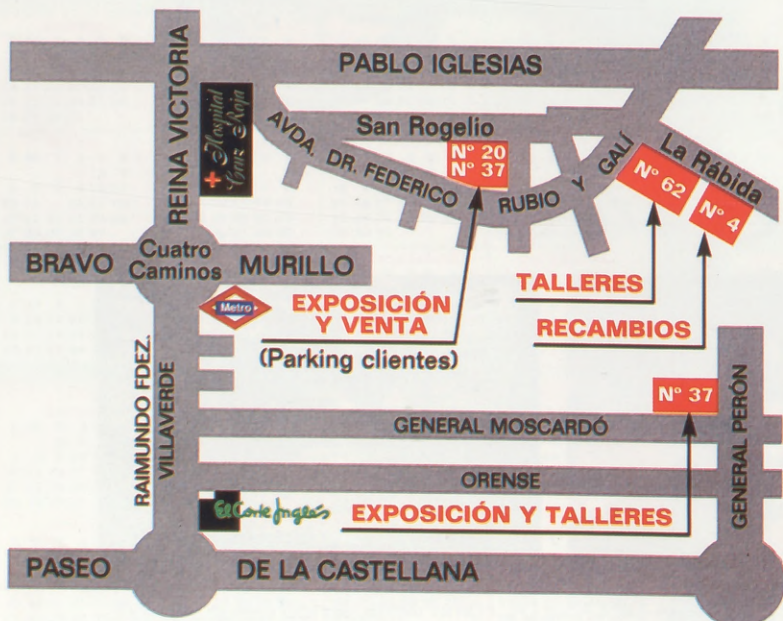 PABLO IGLESIAS
REINA VICTORIA
+ Hospital
Cruz Roja
San Rogelio
AVDA. DR. FEDERICO RUBIO Y GALÍ
Nº 20
Nº 37
La Rábida
Nº 62
Nº 4
BRAVO MURILLO
Cuatro
Caminos
Metro
EXPOSICIÓN
Y VENTA
(Parking clientes)
TALLERES
RECAMBIOS
RAIMUNDO FDEZ.
VILLAVERDE
Nº 37
GENERAL MOSCARDÓ
GENERAL PERÓN
ORENSE
El Corte Inglés
EXPOSICIÓN Y TALLERES
PASEO DE LA CASTELLANA